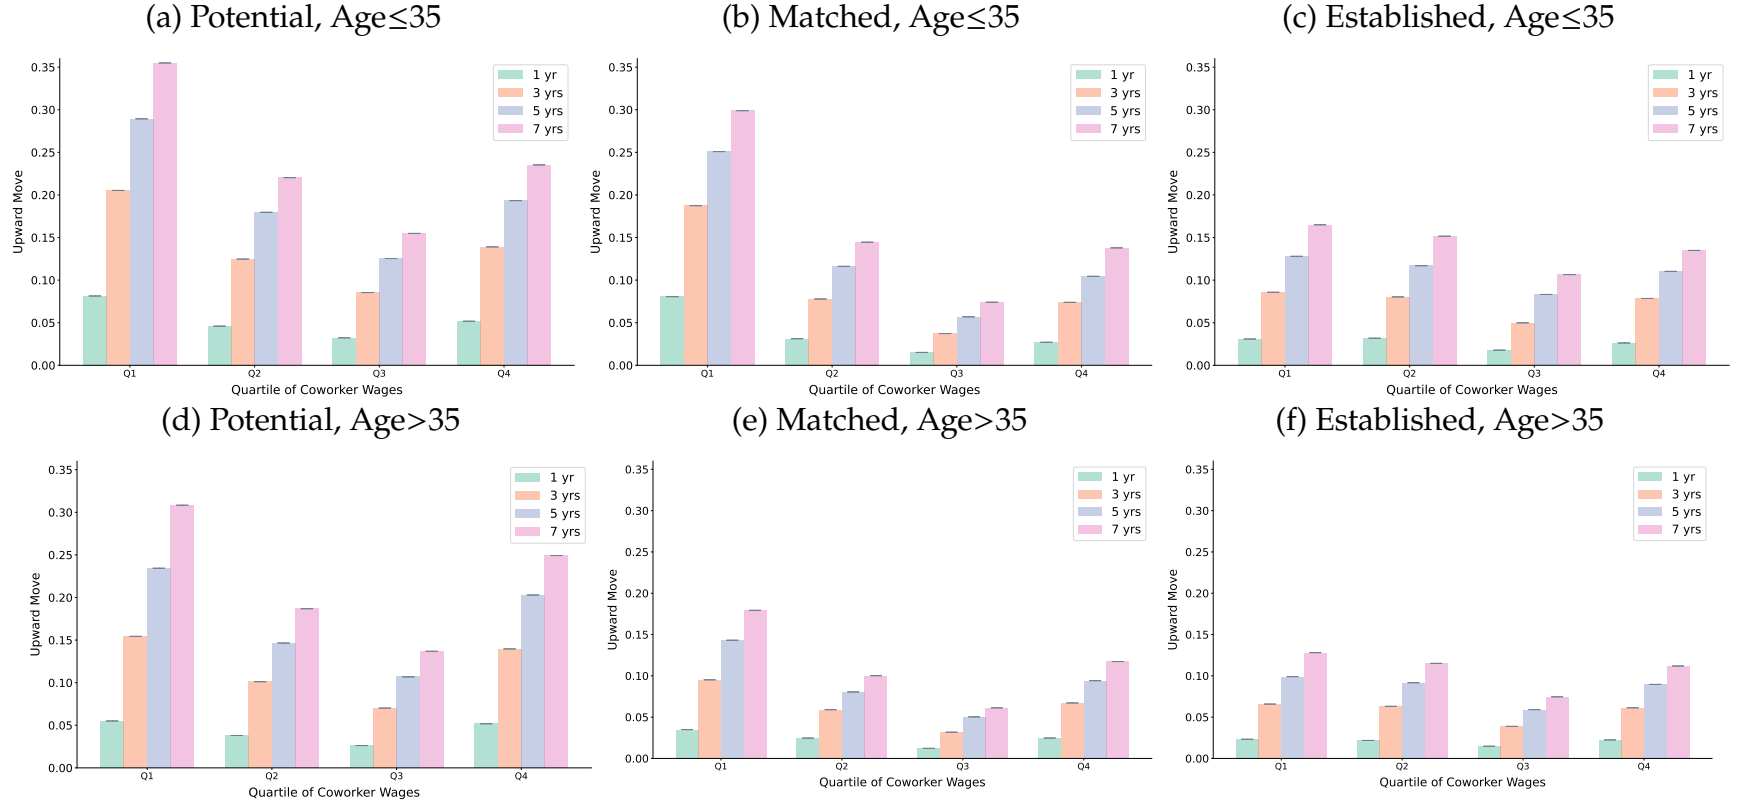 (a) Potential, Age≤35
(b) Matched, Age≤35
(c) Established, Age≤35
0.35
0.30
0.25
0.20
0.15
0.10
0.05
0.00
Upward Move
1 yr
3 yrs
5 yrs
7 yrs
Q1
Q2
Q3
Q4
Quartile of Coworker Wages
0.35
0.30
0.25
0.20
0.15
0.10
0.05
0.00
Upward Move
1 yr
3 yrs
5 yrs
7 yrs
Q1
Q2
Q3
Q4
Quartile of Coworker Wages
0.35
0.30
0.25
0.20
0.15
0.10
0.05
0.00
Upward Move
1 yr
3 yrs
5 yrs
7 yrs
Q1
Q2
Q3
Q4
Quartile of Coworker Wages
(d) Potential, Age>35
(e) Matched, Age>35
(f) Established, Age>35
0.35
0.30
0.25
0.20
0.15
0.10
0.05
0.00
Upward Move
1 yr
3 yrs
5 yrs
7 yrs
Q1
Q2
Q3
Q4
Quartile of Coworker Wages
0.35
0.30
0.25
0.20
0.15
0.10
0.05
0.00
Upward Move
1 yr
3 yrs
5 yrs
7 yrs
Q1
Q2
Q3
Q4
Quartile of Coworker Wages
0.35
0.30
0.25
0.20
0.15
0.10
0.05
0.00
Upward Move
1 yr
3 yrs
5 yrs
7 yrs
Q1
Q2
Q3
Q4
Quartile of Coworker Wages